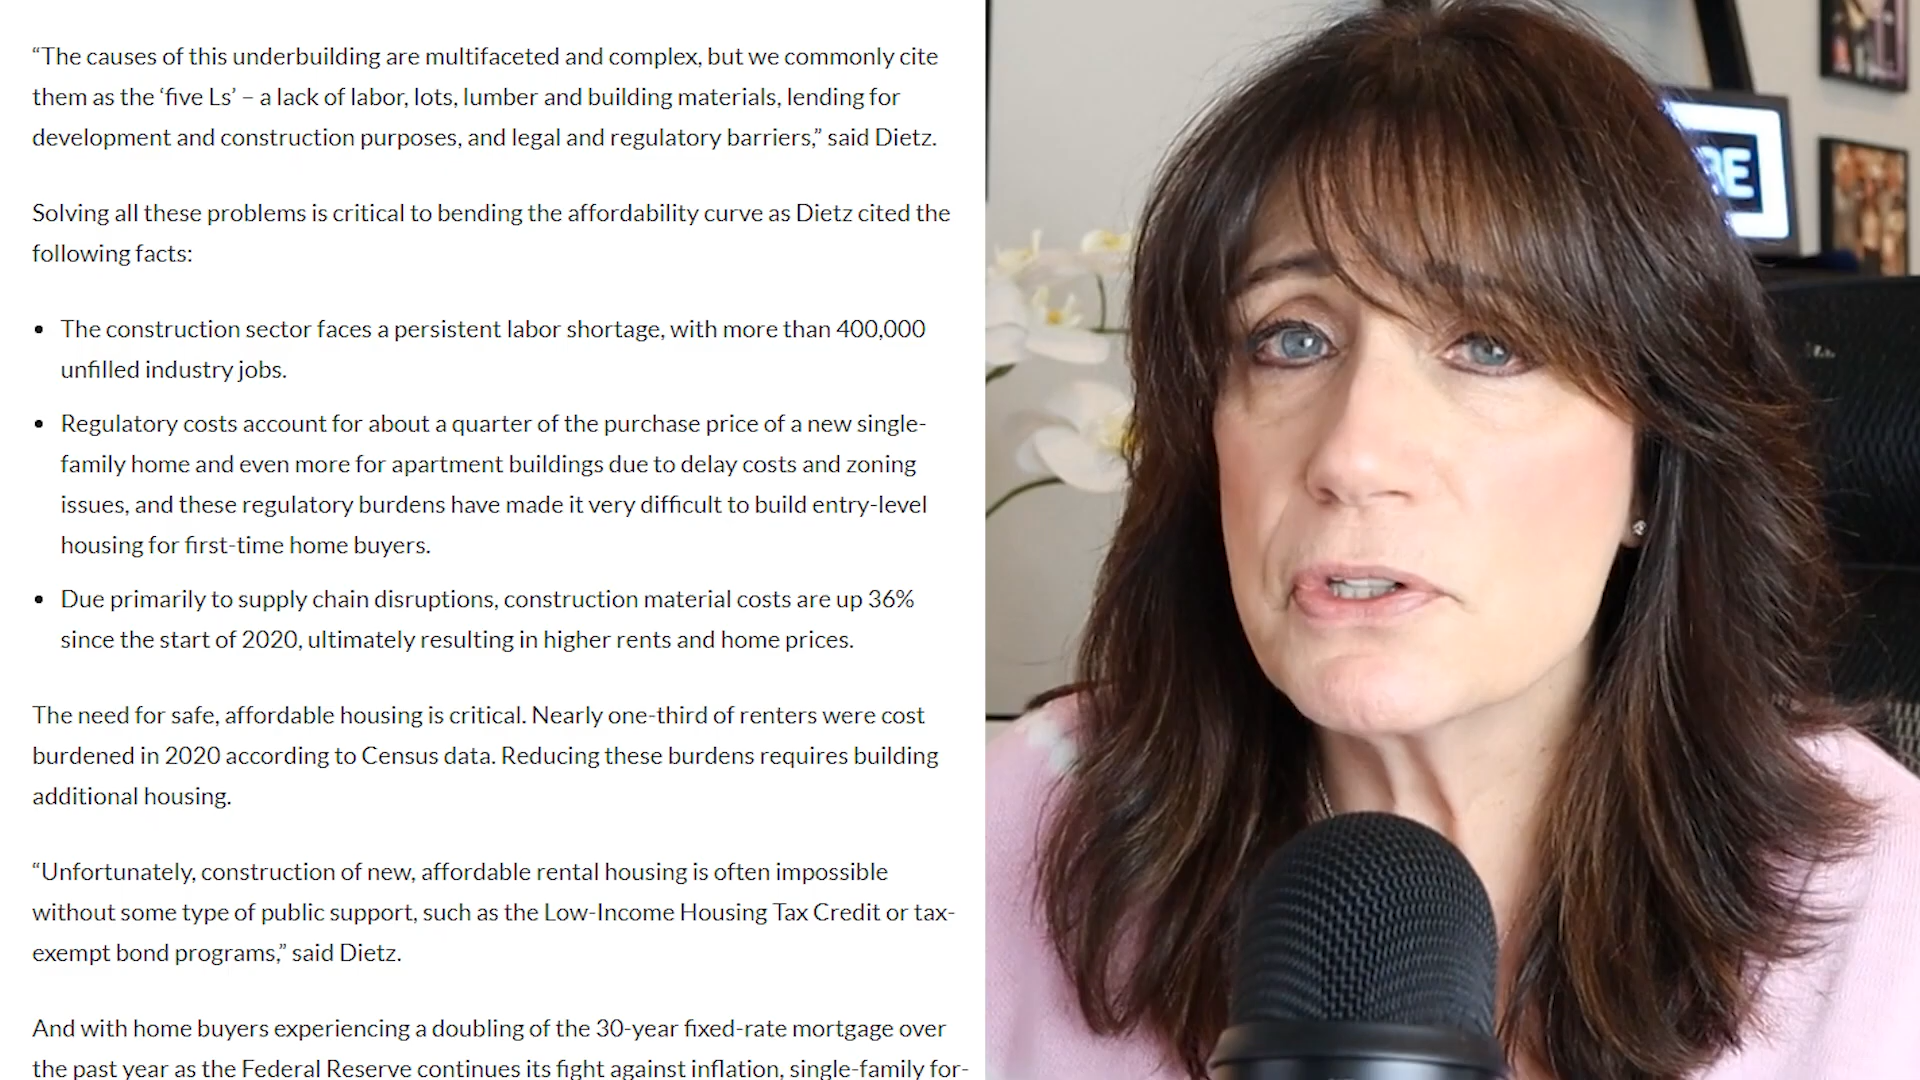 “The causes of this underbuilding are multifaceted and complex, but we commonly cite
them as the ‘five Ls’ – a lack of labor, lots, lumber and building materials, lending for
development and construction purposes, and legal and regulatory barriers,” said Dietz.
Solving all these problems is critical to bending the affordability curve as Dietz cited the
following facts:
• The construction sector faces a persistent labor shortage, with more than 400,000
unfilled industry jobs.
• Regulatory costs account for about a quarter of the purchase price of a new single-
family home and even more for apartment buildings due to delay costs and zoning
issues, and these regulatory burdens have made it very difficult to build entry-level
housing for first-time home buyers.
• Due primarily to supply chain disruptions, construction material costs are up 36%
since the start of 2020, ultimately resulting in higher rents and home prices.
The need for safe, affordable housing is critical. Nearly one-third of renters were cost
burdened in 2020 according to Census data. Reducing these burdens requires building
additional housing.
“Unfortunately, construction of new, affordable rental housing is often impossible
without some type of public support, such as the Low-Income Housing Tax Credit or tax-
exempt bond programs,” said Dietz.
And with home buyers experiencing a doubling of the 30-year fixed-rate mortgage over
the past year as the Federal Reserve continues its fight against inflation, single-family for-